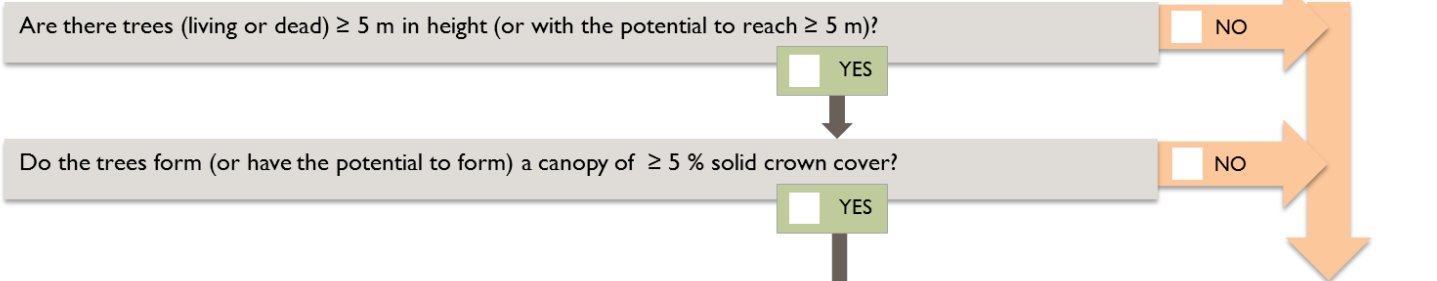 Are there trees (living or dead) ≥ 5 m in height (or with the potential to reach ≥ 5 m)?
NO
YES
Do the trees form (or have the potential to form) a canopy of ≥ 5 % solid crown cover?
NO
YES